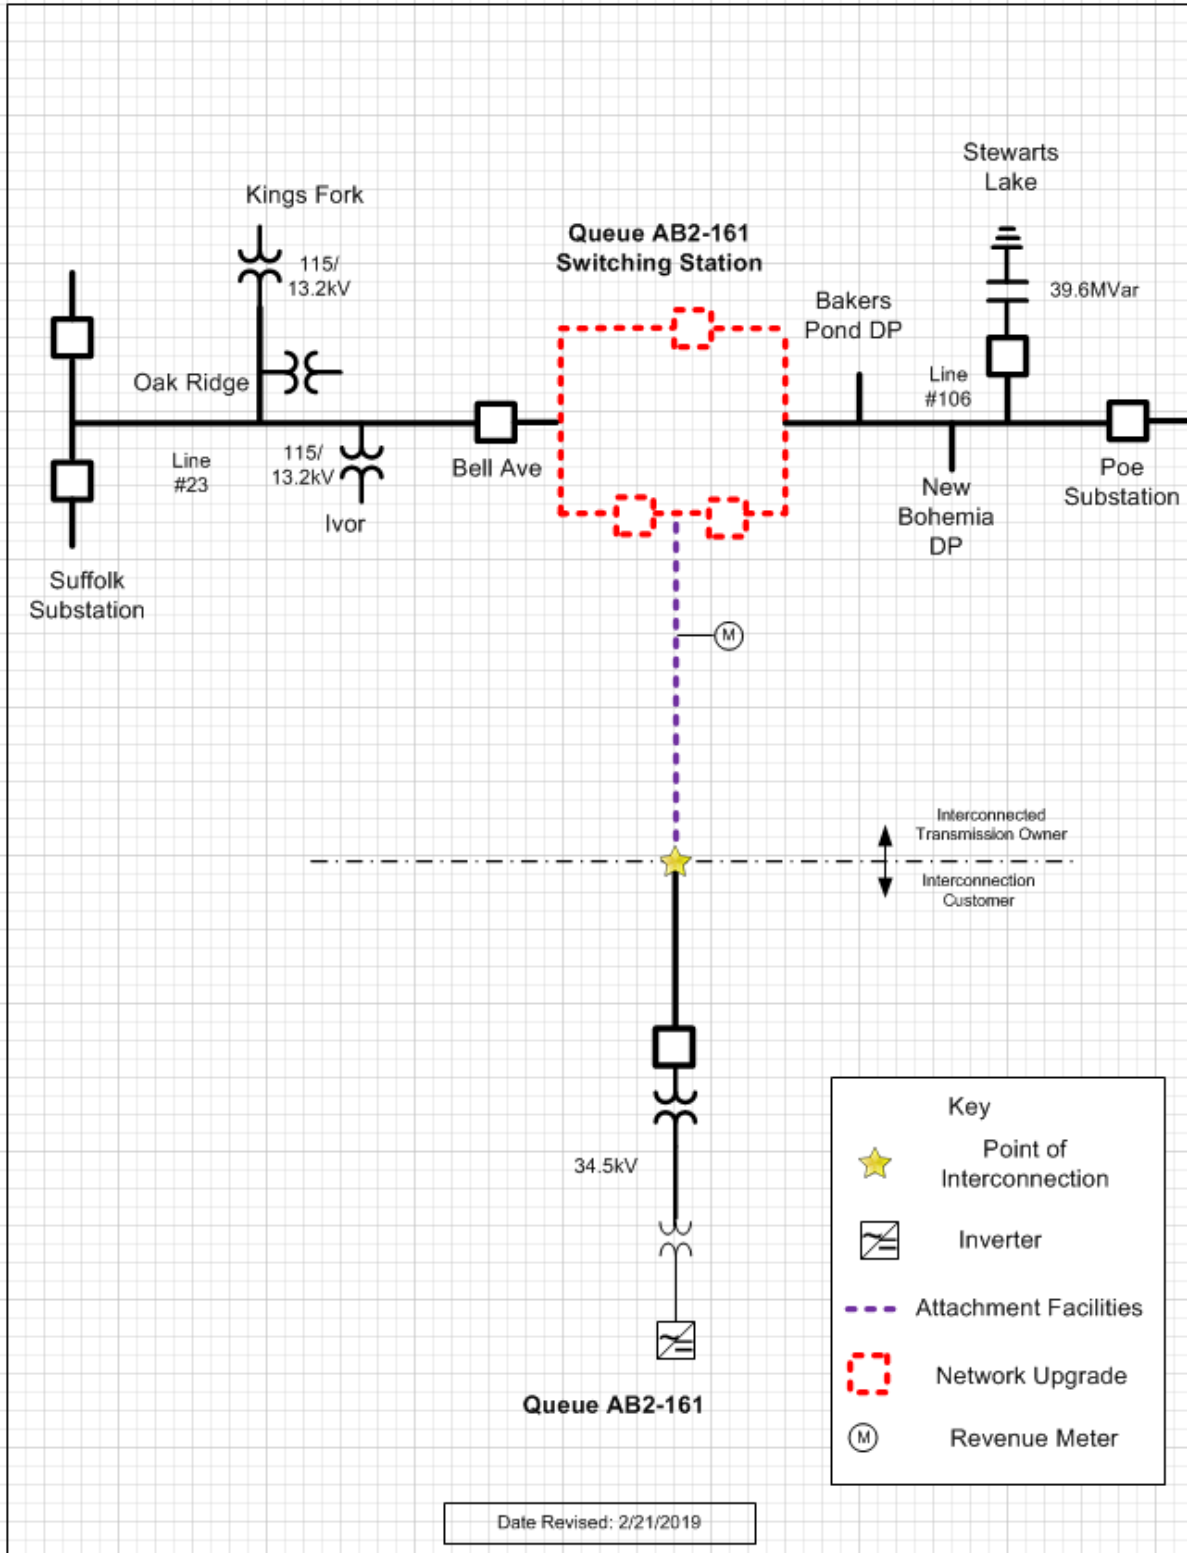 Stewarts
Lake
Kings Fork
Queue AB2-161
Switching Station
115/
13.2kV
39.6MVar
Bakers
Pond DP
Oak Ridge
Line
#106
Line
#23
115/
13.2kV
Bell Ave
Poe
Substation
New
Bohemia
DP
Ivor
Suffolk
Substation
M
Interconnected
Transmission Owner
Interconnection
Customer
34.5kV
Queue AB2-161
Key
Point of
Interconnection
Inverter
Attachment Facilities
Network Upgrade
M
Revenue Meter
Date Revised: 2/21/2019